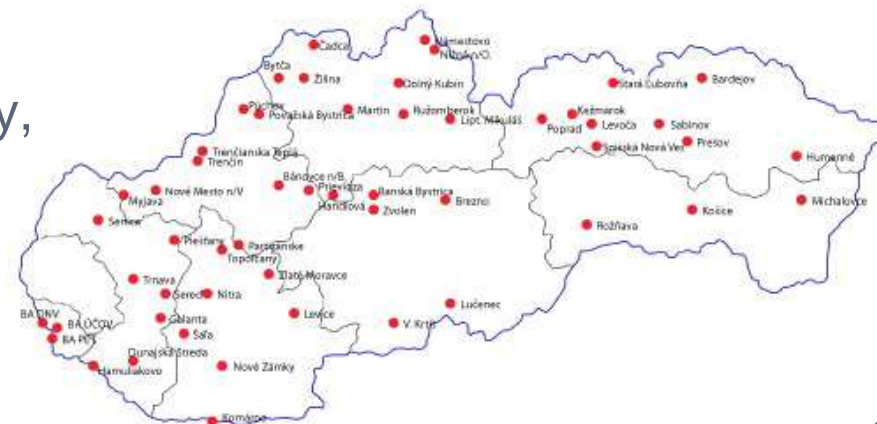 y,
Čadca
Námestovo
Nižná n/O.
Bytča
Žilina
Dolný Kubín
Stará Ľubovňa
Bardejov
Púchov
Považská Bystrica
Martin
Ružomberok
Lipt. Mikuláš
Poprad
Kežmarok
Levoča
Sabinov
Spišská Nová Ves
Prešov
Humenné
Trenčianska Teplá
Trenčín
Bánovce n/B.
Prievidza
Handlová
Banská Bystrica
Brezno
Michalovce
Myjava
Nové Mesto n/V
Zvolen
Košice
Senica
Rožňava
Piešťany
Partizánske
Topoľčany
Zlaté Moravce
Trnava
Sereď
Nitra
Levice
Lučenec
V. Krtíš
BA DNV
BA ÚČOV
BA PET
Galanta
Šaľa
Dunajská Streda
Hamuliakovo
Nové Zámky
Komárno